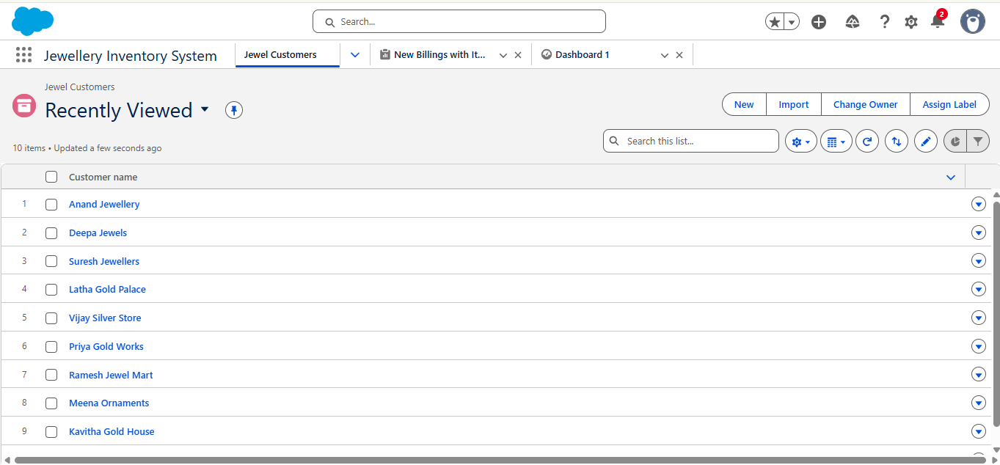 Search...
2
Jewellery Inventory System
Jewel Customers
New Billings with It...
Dashboard 1
Jewel Customers
Recently Viewed
New
Import
Change Owner
Assign Label
10 items • Updated a few seconds ago
Search this list...
Customer name
1 Anand Jewellery
2 Deepa Jewels
3 Suresh Jewellers
4 Latha Gold Palace
5 Vijay Silver Store
6 Priya Gold Works
7 Ramesh Jewel Mart
8 Meena Ornaments
9 Kavitha Gold House